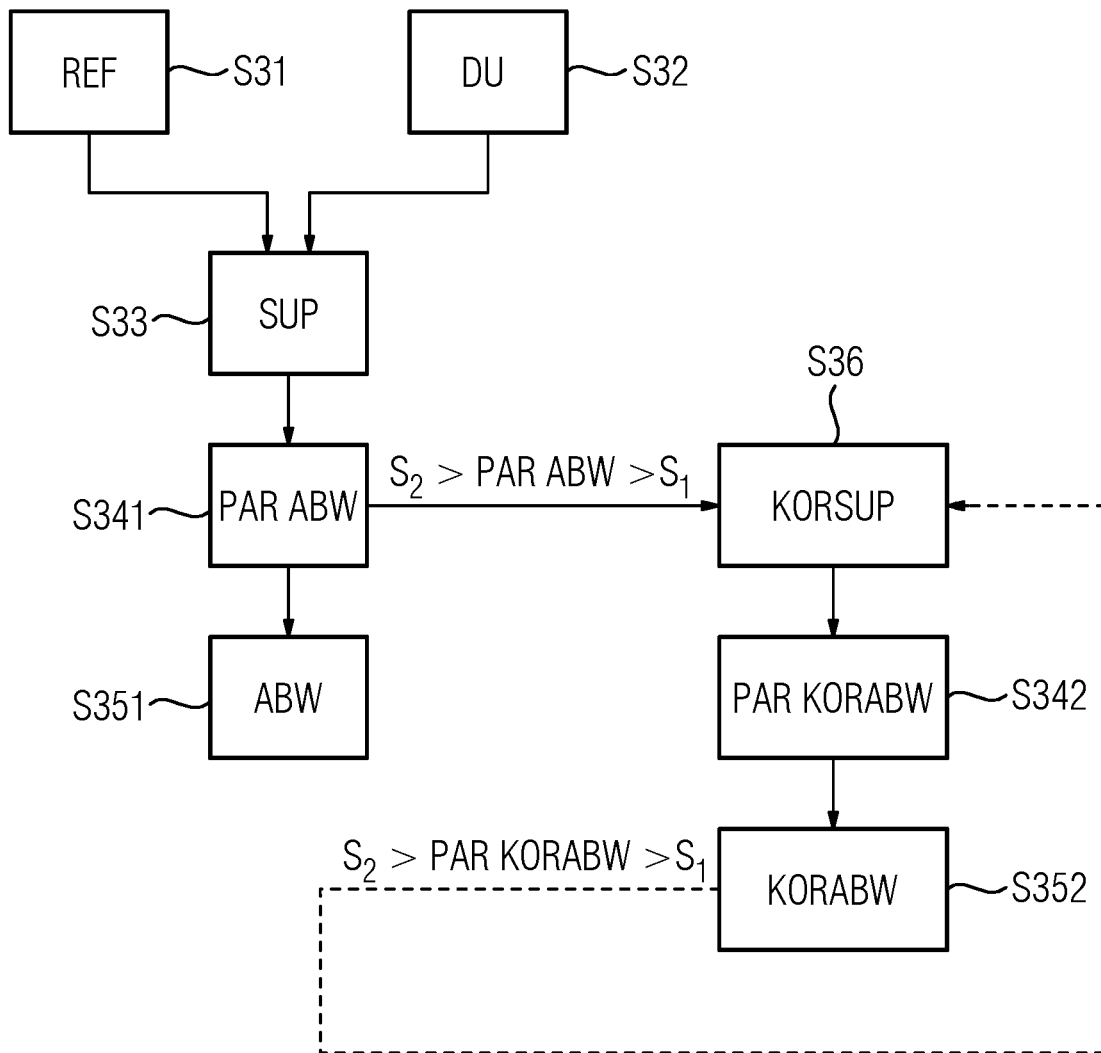 REF
S31
DU
S32
SUP
S33
S36
PAR ABW
S341
S₂ > PAR ABW > S₁
KORSUP
ABW
S351
PAR KORABW
S342
S₂ > PAR KORABW > S₁
KORABW
S352